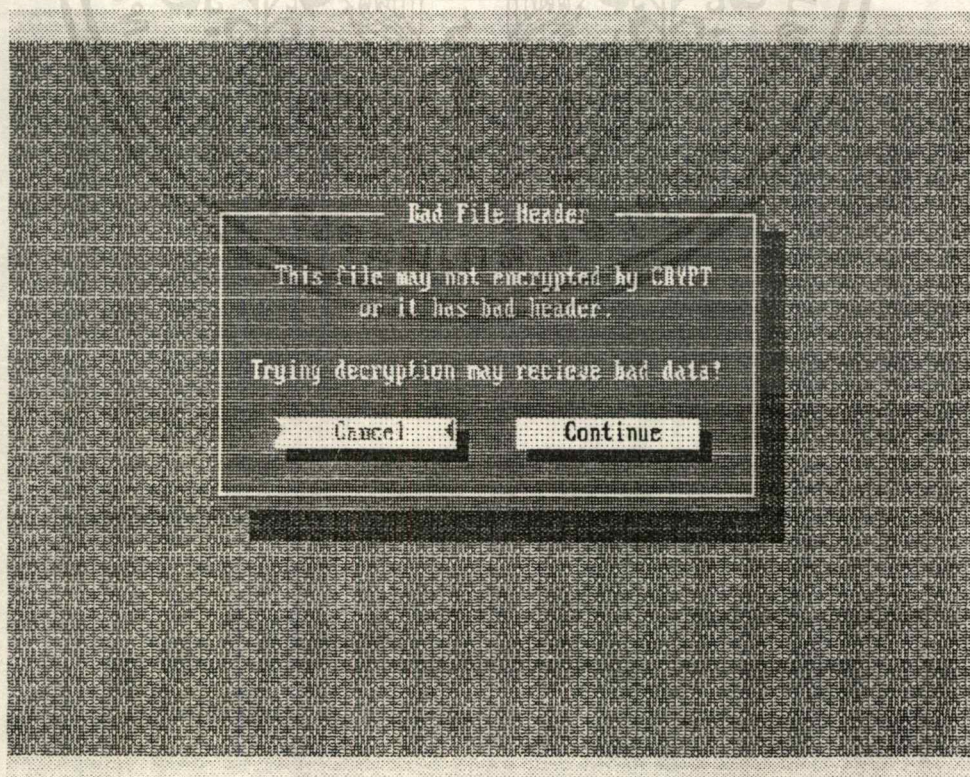 Bad File Header
This file may not encrypted by CRYPT
or it has bad header.
Trying decryption may recieve bad data!
Cancel Continue